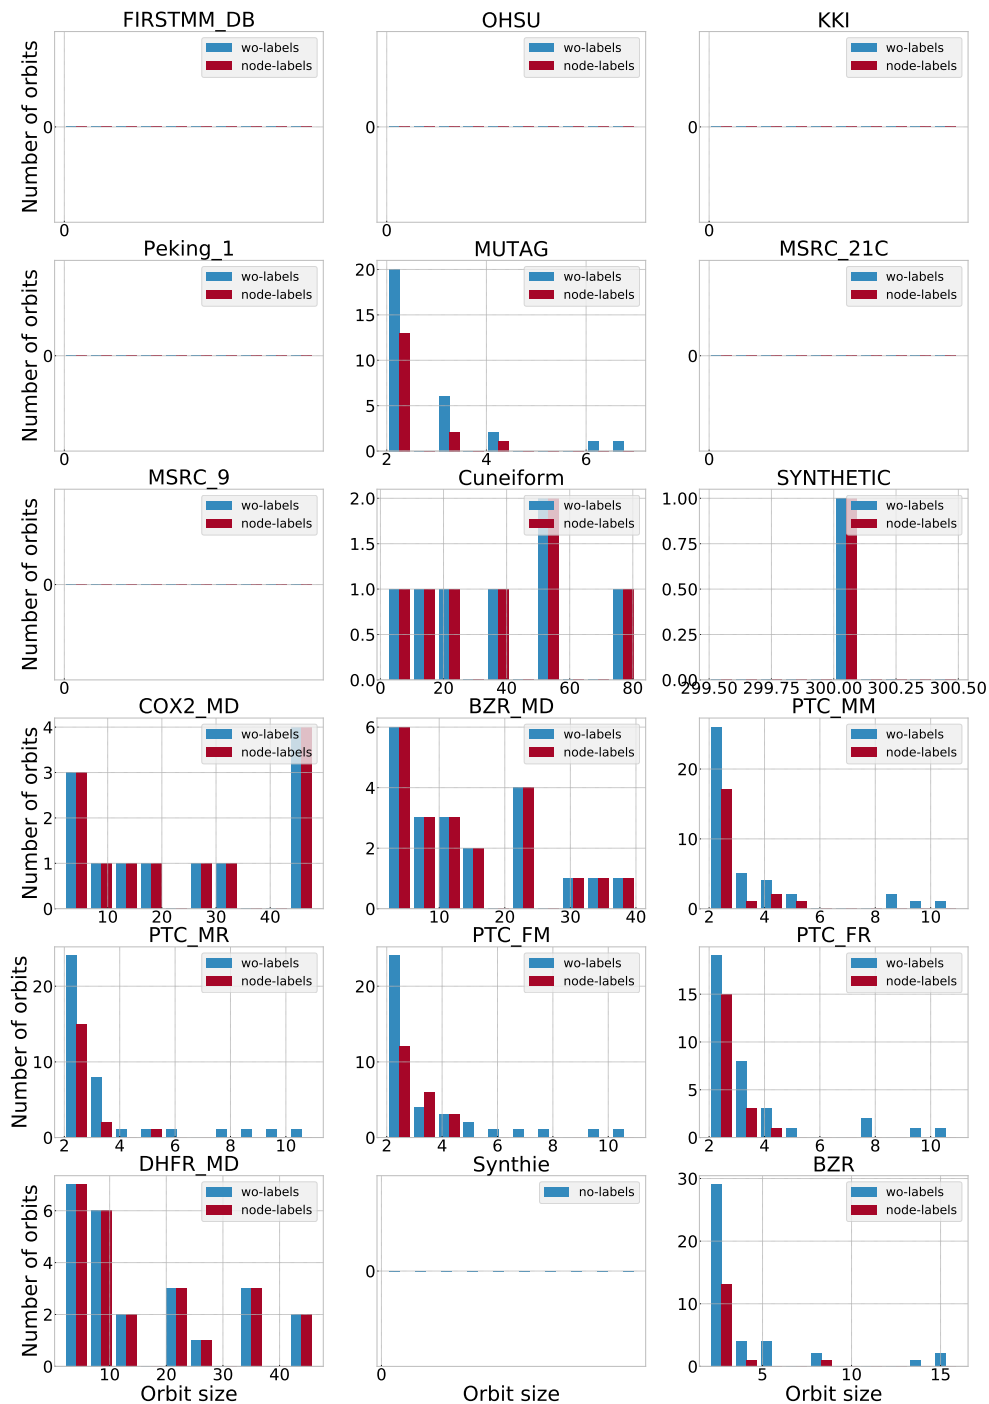 FIRSTMM_DB
OHSU
KKI
Number of orbits
0
0
wo-labels
node-labels
0
0
wo-labels
node-labels
0
0
wo-labels
node-labels
Peking_1
MUTAG
MSRC_21C
Number of orbits
0
0
wo-labels
node-labels
20
15
10
5
0
2 4 6
wo-labels
node-labels
0
0
wo-labels
node-labels
MSRC_9
Cuneiform
SYNTHETIC
Number of orbits
0
0
wo-labels
node-labels
2.0
1.5
1.0
0.5
0.0
0 20 40 60 80
wo-labels
node-labels
1.00
0.75
0.50
0.25
0.00
299.50 299.75 300.00 300.25 300.50
wo-labels
node-labels
COX2_MD
BZR_MD
PTC_MM
Number of orbits
4
3
2
1
0
10 20 30 40
wo-labels
node-labels
6
4
2
0
10 20 30 40
wo-labels
node-labels
20
10
0
2 4 6 8 10
wo-labels
node-labels
PTC_MR
PTC_FM
PTC_FR
Number of orbits
20
10
0
2 4 6 8 10
wo-labels
node-labels
20
10
0
2 4 6 8 10
wo-labels
node-labels
15
10
5
0
2 4 6 8 10
wo-labels
node-labels
DHFR_MD
Synthie
BZR
Number of orbits
6
4
2
0
10 20 30 40
wo-labels
node-labels
0
0
no-labels
30
20
10
0
5 10 15
wo-labels
node-labels
Orbit size
Orbit size
Orbit size